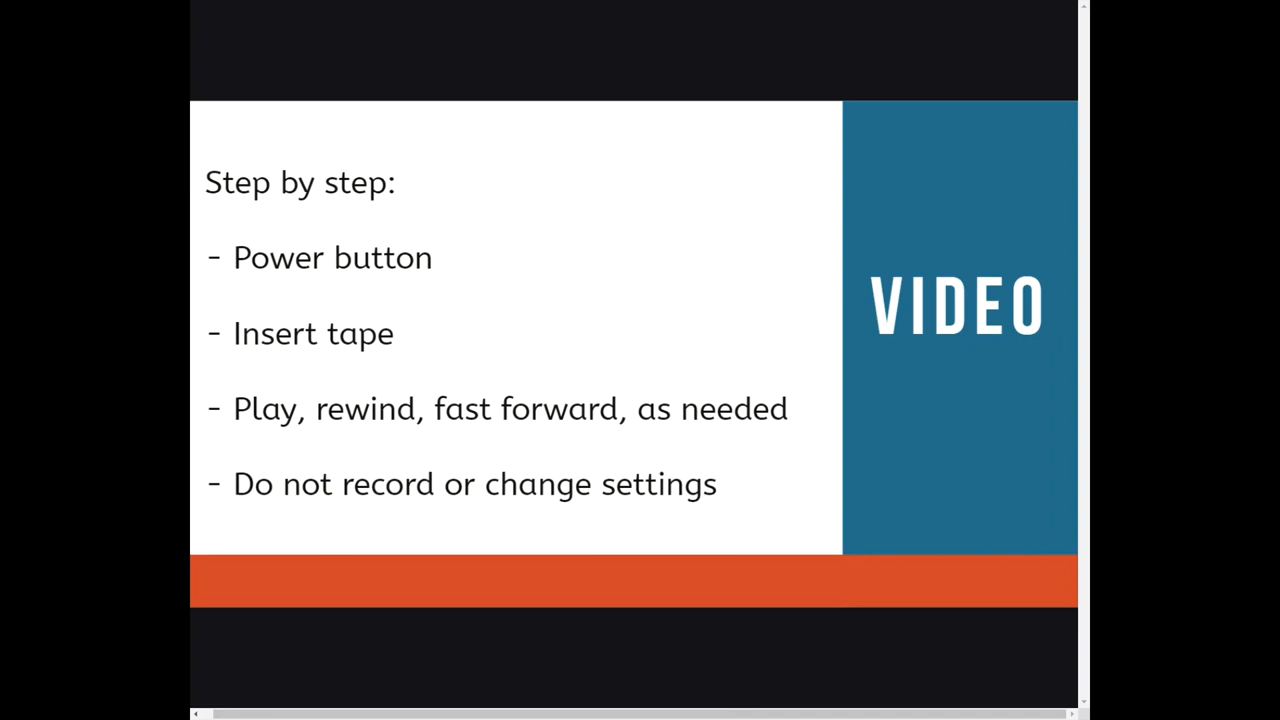 Step by step:
- Power button
- Insert tape
- Play, rewind, fast forward, as needed
- Do not record or change settings
VIDEO